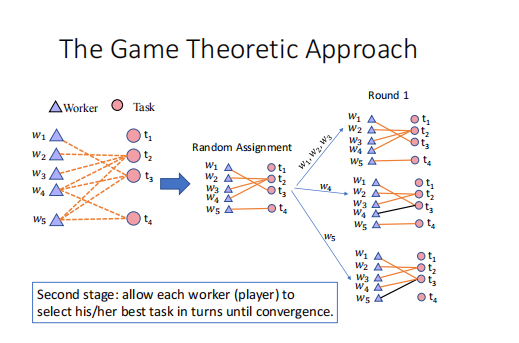 The Game Theoretic Approach
Worker Task
w1 t1
w2 t2
w3 t3
w4
w5 t4
Random Assignment
w1 t1
w2 t2
w3 t3
w4
w5 t4
Round 1
w1, w2, w3
w1 t1
w2 t2
w3 t3
w4
w5 t4
w4
w1 t1
w2 t2
w3 t3
w4
w5 t4
w5
w1 t1
w2 t2
w3 t3
w4
w5 t4
Second stage: allow each worker (player) to
select his/her best task in turns until convergence.